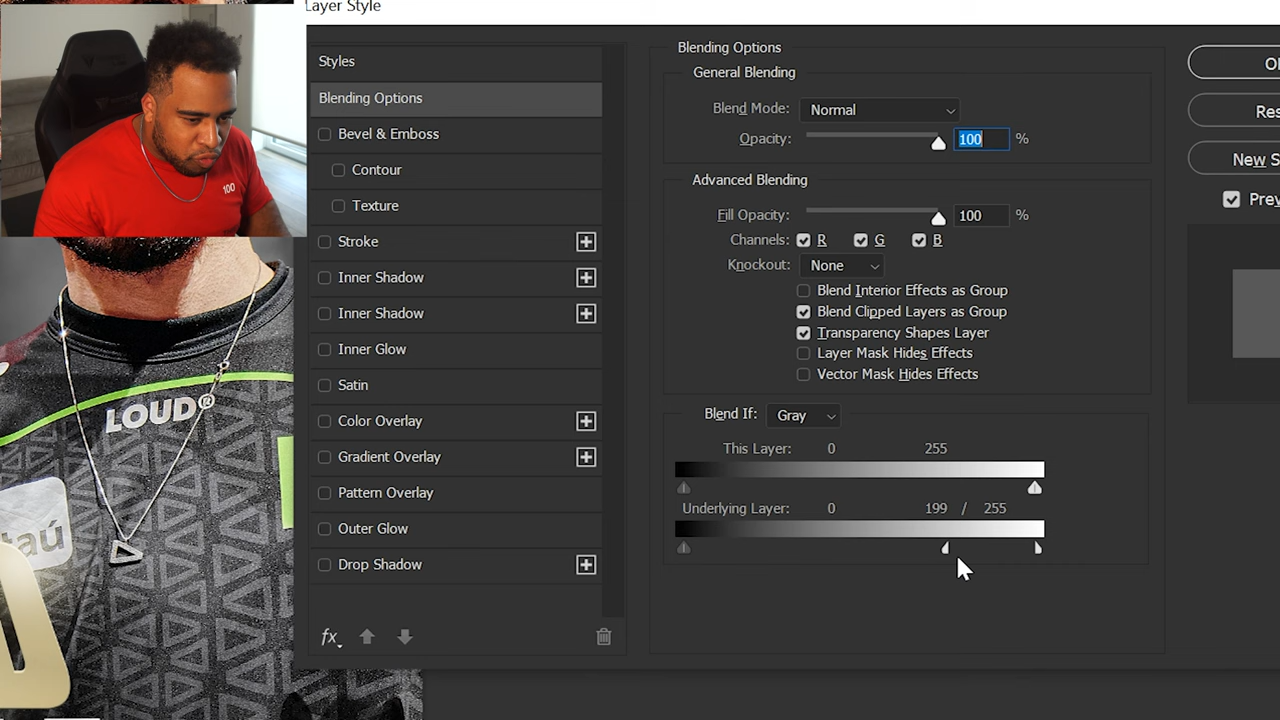 Layer Style
Styles
Blending Options
Bevel & Emboss
Contour
Texture
Stroke
Inner Shadow
Inner Shadow
Inner Glow
Satin
Color Overlay
Gradient Overlay
Pattern Overlay
Outer Glow
Drop Shadow
fx
Blending Options
General Blending
Blend Mode: Normal
Opacity: 100 %
Advanced Blending
Fill Opacity: 100 %
Channels: R G B
Knockout: None
Blend Interior Effects as Group
Blend Clipped Layers as Group
Transparency Shapes Layer
Layer Mask Hides Effects
Vector Mask Hides Effects
Blend If: Gray
This Layer: 0 255
Underlying Layer: 0 199 / 255
Res
New S
Prev
100
LOUD®
taú